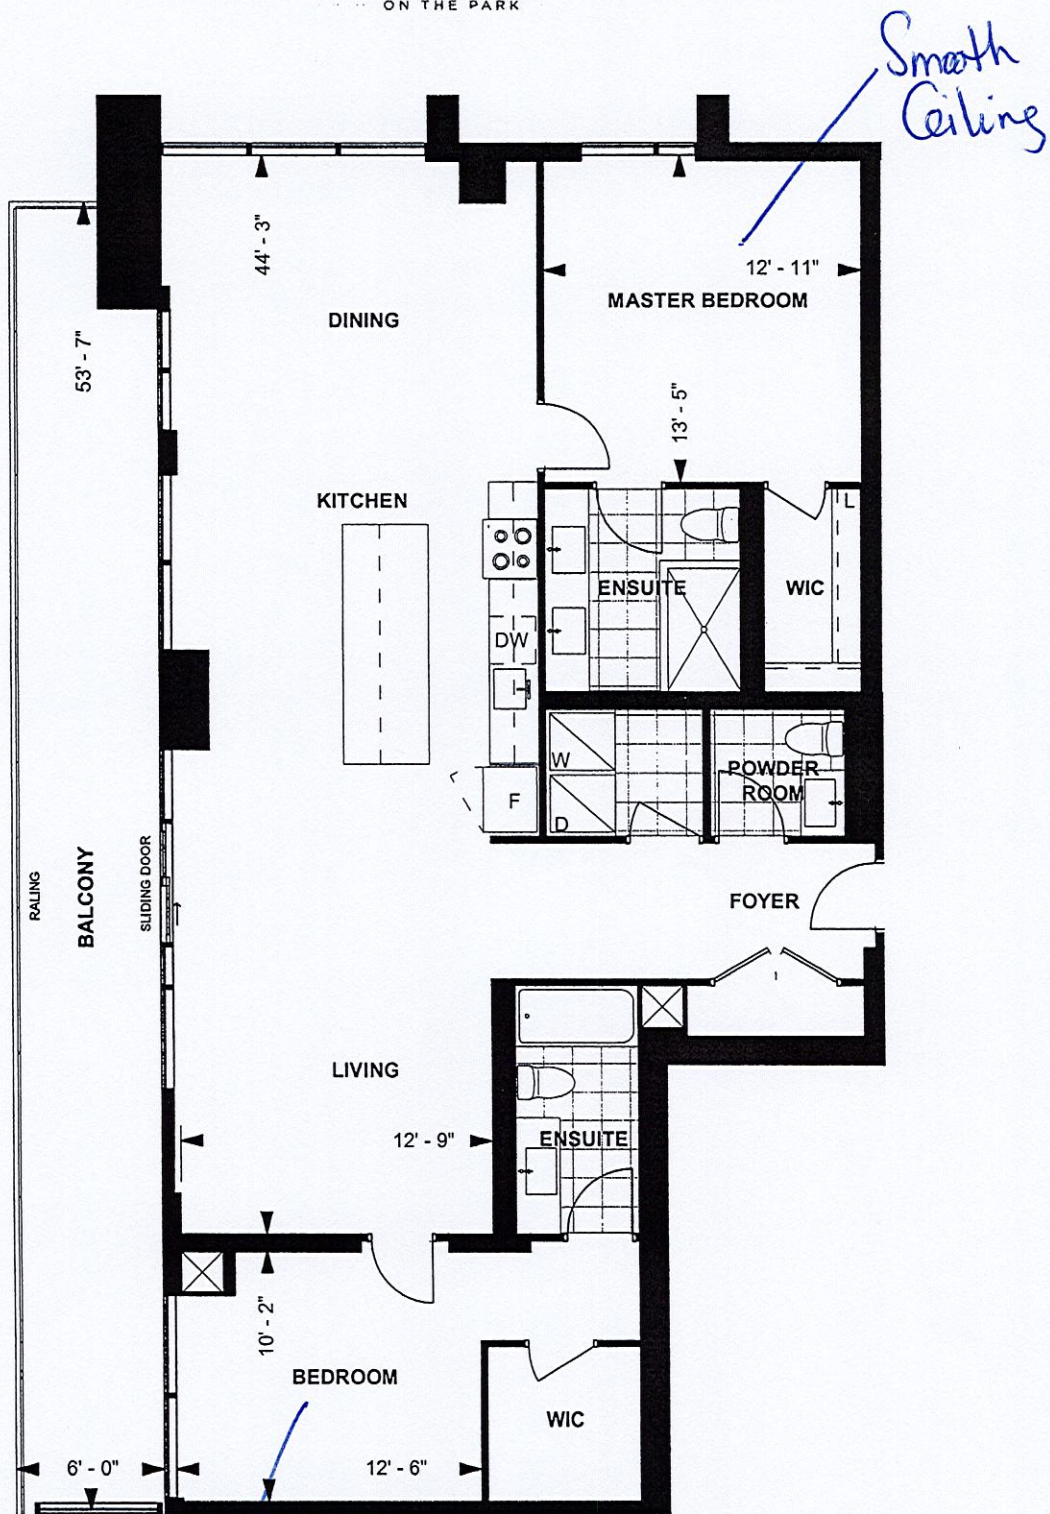 ON THE PARK
Smooth
Ceiling
44' - 3"
12' - 11"
MASTER BEDROOM
DINING
53' - 7"
13' - 5"
KITCHEN
L
ENSUITE
WIC
DW
W
POWDER
ROOM
F
D
RALING
BALCONY
SLIDING DOOR
FOYER
LIVING
12' - 9"
ENSUITE
10' - 2"
BEDROOM
WIC
6' - 0"
12' - 6"